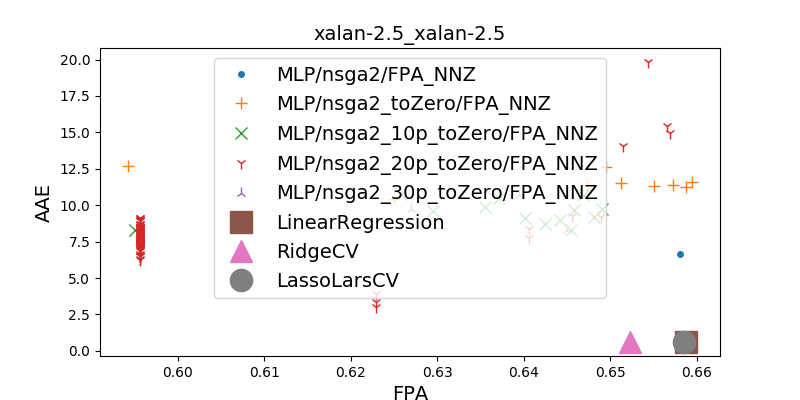 xalan-2.5_xalan-2.5
20.0
17.5
15.0
12.5
10.0
7.5
5.0
2.5
0.0
AAE
MLP/nsga2/FPA_NNZ
MLP/nsga2_toZero/FPA_NNZ
MLP/nsga2_10p_toZero/FPA_NNZ
MLP/nsga2_20p_toZero/FPA_NNZ
MLP/nsga2_30p_toZero/FPA_NNZ
LinearRegression
RidgeCV
LassoLarsCV
0.60 0.61 0.62 0.63 0.64 0.65 0.66
FPA